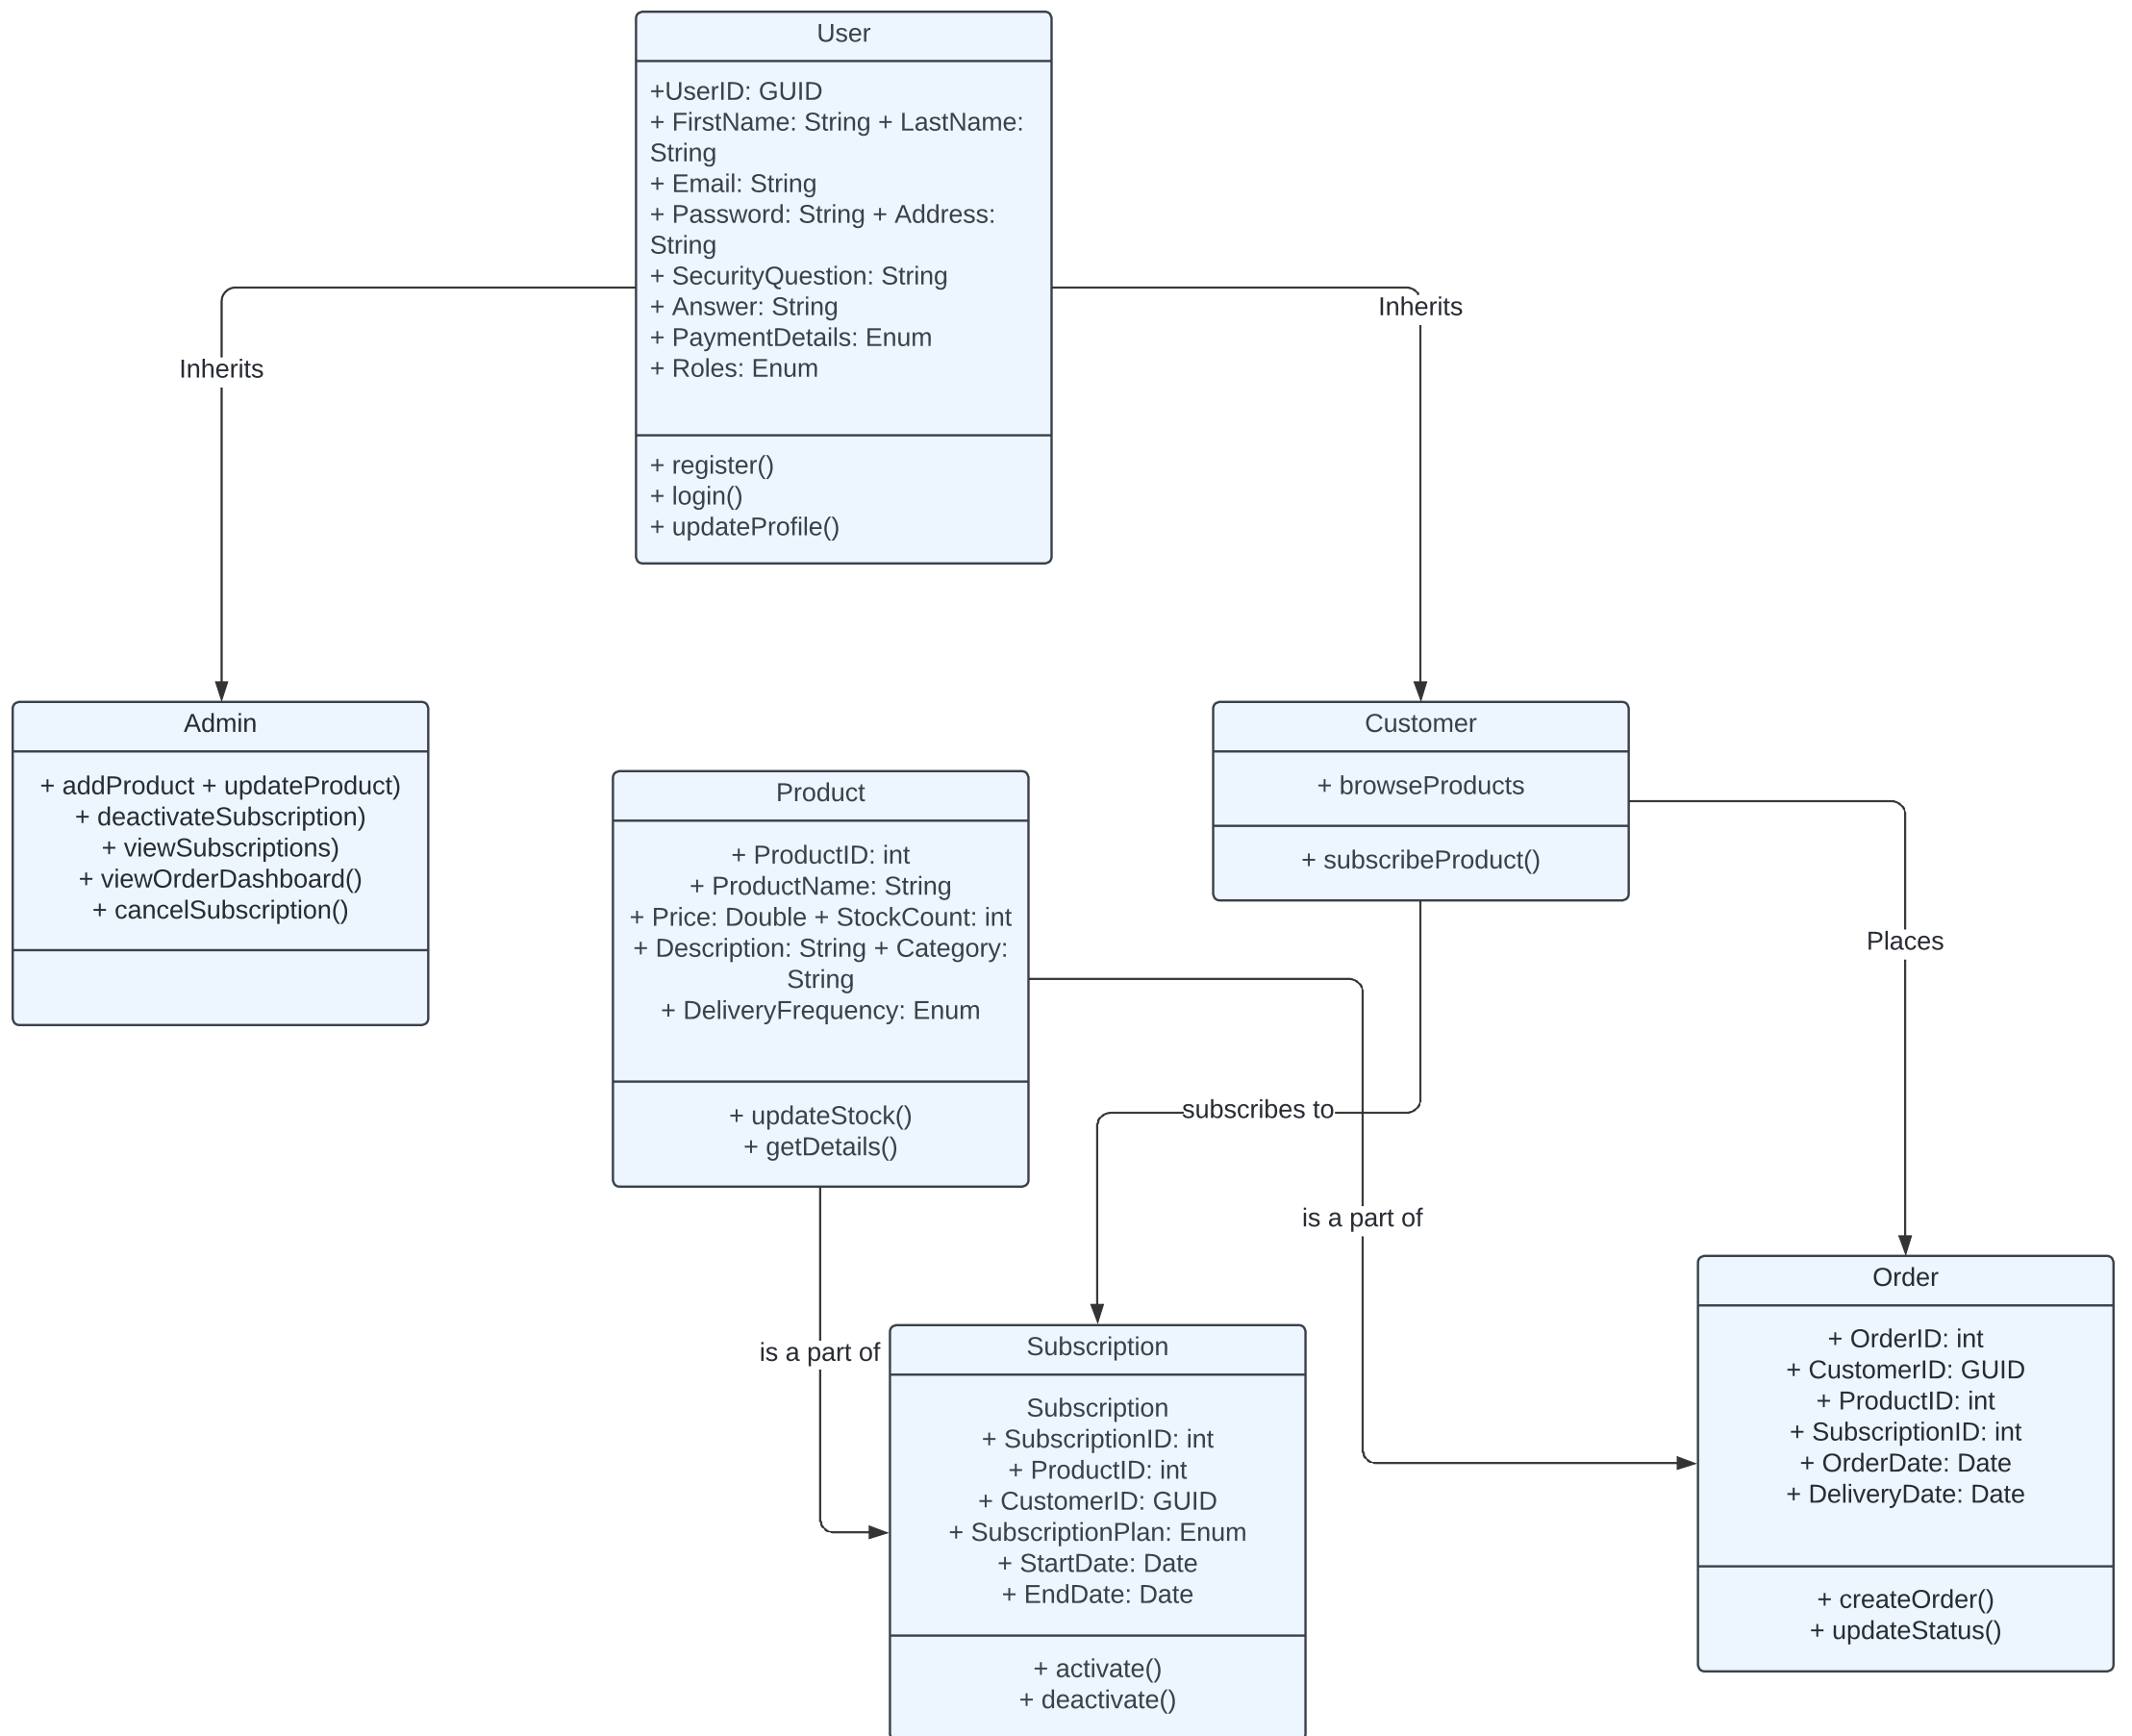 User
+UserID: GUID
+ FirstName: String + LastName:
String
+ Email: String
+ Password: String + Address:
String
+ SecurityQuestion: String
+ Answer: String
+ PaymentDetails: Enum
+ Roles: Enum
+ register()
+ login()
+ updateProfile()
Inherits
Inherits
Admin
+ addProduct + updateProduct)
+ deactivateSubscription)
+ viewSubscriptions)
+ viewOrderDashboard()
+ cancelSubscription()
Product
+ ProductID: int
+ ProductName: String
+ Price: Double + StockCount: int
+ Description: String + Category:
String
+ DeliveryFrequency: Enum
+ updateStock()
+ getDetails()
Customer
+ browseProducts
+ subscribeProduct()
Places
subscribes to
is a part of
is a part of
Subscription
Subscription
+ SubscriptionID: int
+ ProductID: int
+ CustomerID: GUID
+ SubscriptionPlan: Enum
+ StartDate: Date
+ EndDate: Date
+ activate()
+ deactivate()
Order
+ OrderID: int
+ CustomerID: GUID
+ ProductID: int
+ SubscriptionID: int
+ OrderDate: Date
+ DeliveryDate: Date
+ createOrder()
+ updateStatus()